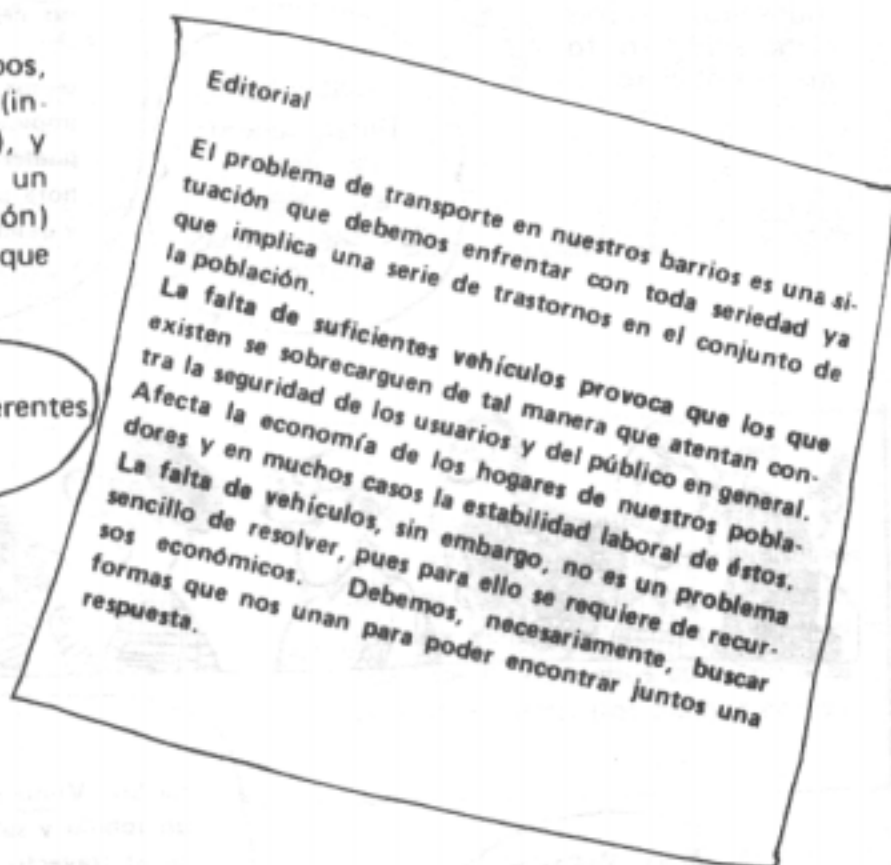 (in-
), y
un
ón)
que
erentes
Editorial
El problema de transporte en nuestros barrios es una si-
tuación que debemos enfrentar con toda seriedad ya
que implica una serie de trastornos en el conjunto de
la población.
La falta de suficientes vehículos provoca que los que
existen se sobrecarguen de tal manera que atentan con-
tra la seguridad de los usuarios y del público en general.
Afecta la economía de los hogares de nuestros pobla-
dores y en muchos casos la estabilidad laboral de éstos.
La falta de vehículos, sin embargo, no es un problema
sencillo de resolver, pues para ello se requiere de recur-
sos económicos. Debemos, necesariamente, buscar
formas que nos unan para poder encontrar juntos una
respuesta.